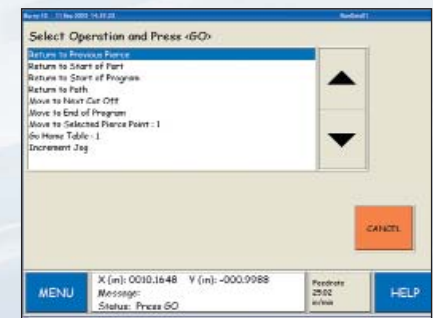 Select Operation and Press <GO>
Return to Previous Pierce
Return to Start of Part
Return to Start of Program
Return to Path
Move to Next Cut Off
Move to End of Program
Move to Selected Pierce Point : 1
Go Home Table - 1
Increment Jog
CANCEL
MENU
X (in): 0010.1648 Y (in): -000.9988
Message:
Status: Press GO
Feedrate
HELP